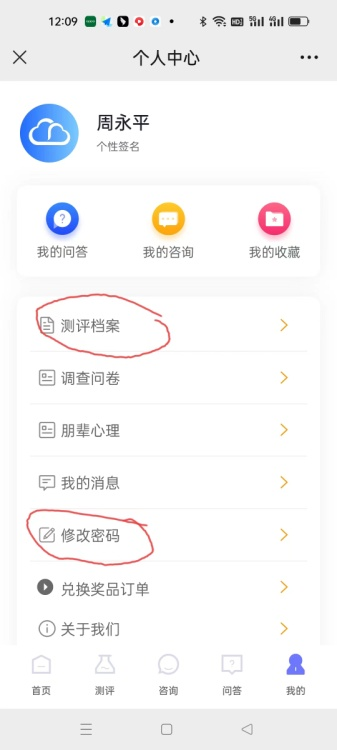 12:09
个人中心
周永平
个性签名
我的问答
我的咨询
我的收藏
测评档案
调查问卷
朋辈心理
我的消息
修改密码
兑换奖品订单
关于我们
首页
测评
咨询
问答
我的